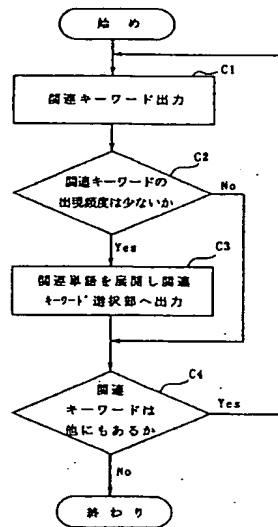 始め
C1
関連キーワード出力
C2
関連キーワードの
出現頻度は少ないか
No
Yes
C3
関連単語を展開し関連
キーワード選択部へ出力
C4
関連
キーワードは
他にもあるか
Yes
No
終わり